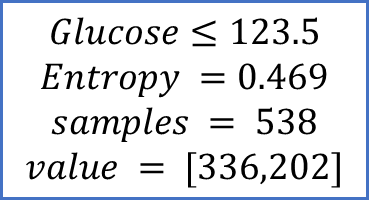 Glucose ≤ 123.5
Entropy = 0.469
samples = 538
value = [336,202]